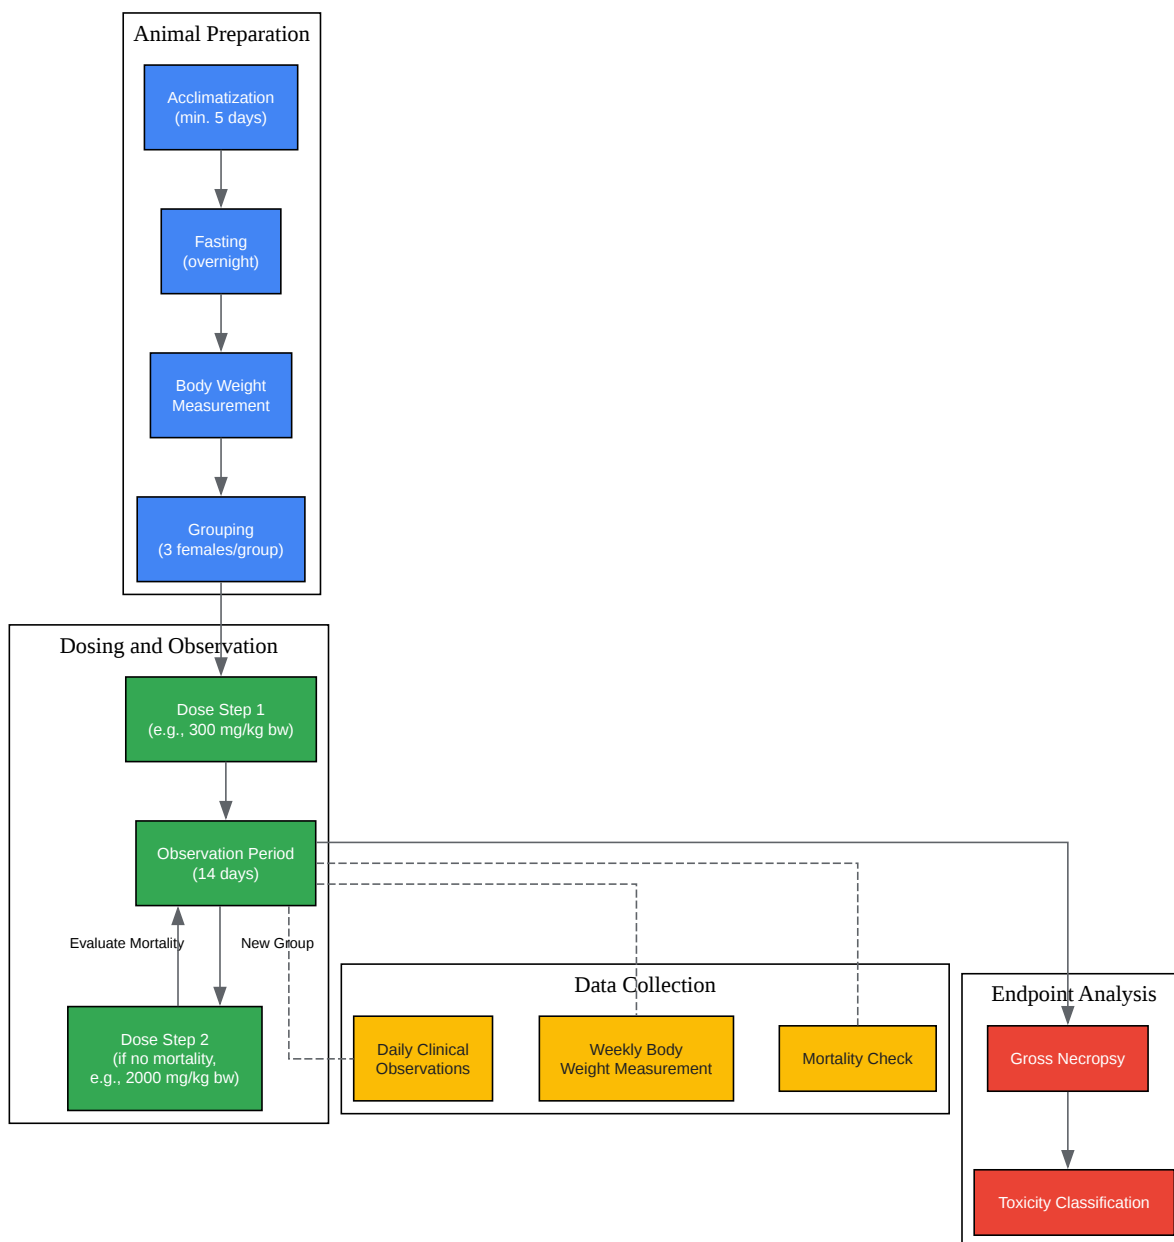 Animal Preparation
Acclimatization
(min. 5 days)
Fasting
(overnight)
Body Weight
Measurement
Grouping
(3 females/group)
Dosing and Observation
Dose Step 1
(e.g., 300 mg/kg bw)
Observation Period
(14 days)
Evaluate Mortality
New Group
Dose Step 2
(if no mortality,
e.g., 2000 mg/kg bw)
Data Collection
Daily Clinical
Observations
Weekly Body
Weight Measurement
Mortality Check
Endpoint Analysis
Gross Necropsy
Toxicity Classification